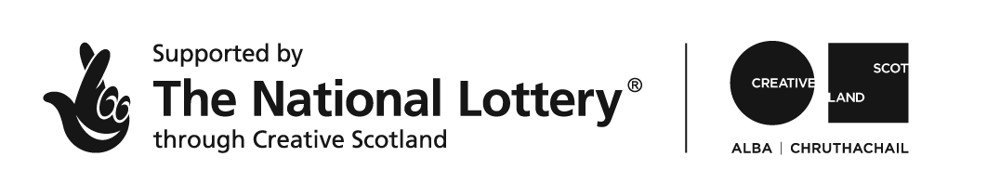 Supported by
The National Lottery®
through Creative Scotland
CREATIVE
SCOT
LAND
ALBA | CHRUTHACHAIL